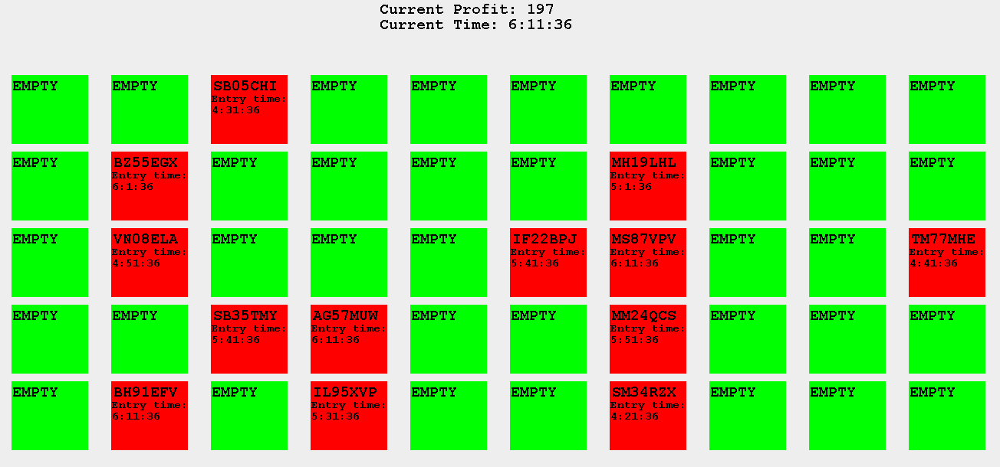 Current Profit: 197
Current Time: 6:11:36
EMPTY
EMPTY
SB05CHI
Entry time:
4:31:36
EMPTY
EMPTY
EMPTY
EMPTY
EMPTY
EMPTY
EMPTY
EMPTY
BZ55EGX
Entry time:
6:1:36
EMPTY
EMPTY
EMPTY
EMPTY
MH19LHL
Entry time:
5:1:36
EMPTY
EMPTY
EMPTY
EMPTY
VN08ELA
Entry time:
4:51:36
EMPTY
EMPTY
EMPTY
IF22BPJ
Entry time:
5:41:36
MS87VPV
Entry time:
6:11:36
EMPTY
EMPTY
TM77MHE
Entry time:
4:41:36
EMPTY
EMPTY
SB35TMY
Entry time:
5:41:36
AG57MUW
Entry time:
6:11:36
EMPTY
EMPTY
MM24QCS
Entry time:
5:51:36
EMPTY
EMPTY
EMPTY
EMPTY
BH91EFV
Entry time:
6:11:36
EMPTY
IL95XVP
Entry time:
5:31:36
EMPTY
EMPTY
SM34RZX
Entry time:
4:21:36
EMPTY
EMPTY
EMPTY